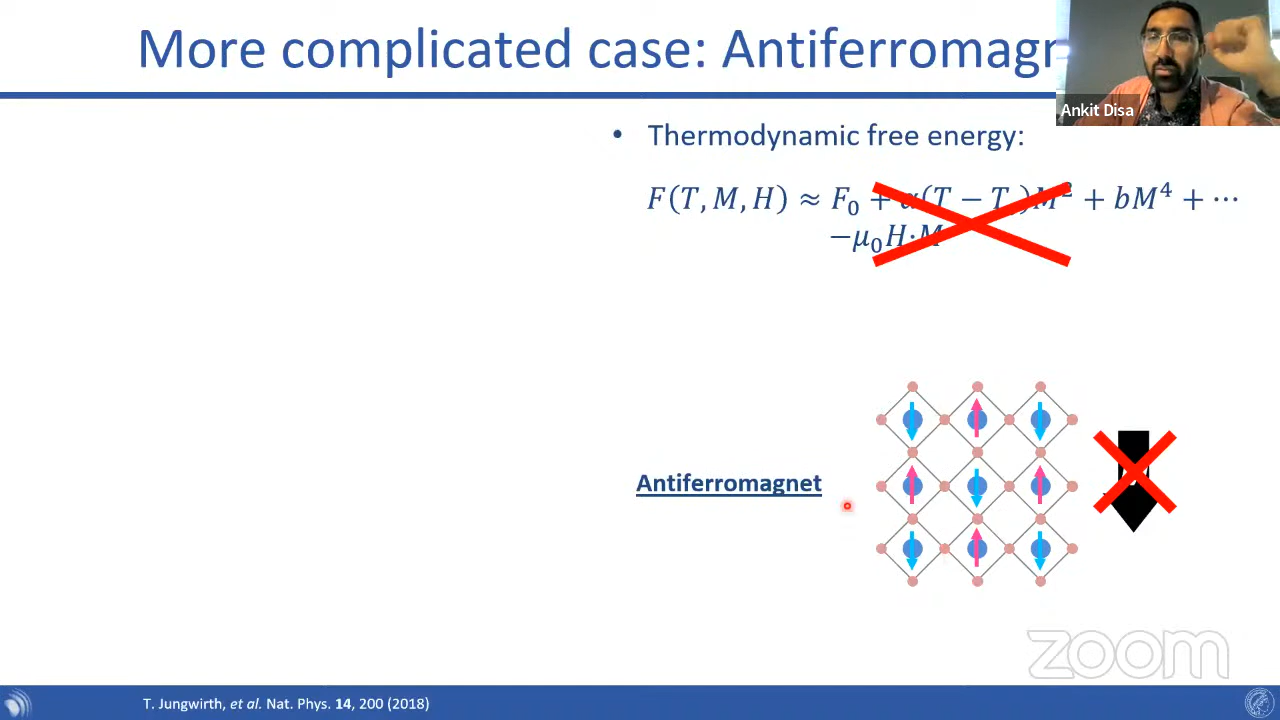 More complicated case: Antiferromagn
Ankit Disa
• Thermodynamic free energy:
F(T, M, H) ≈ F₀ + α(T − T꜀)M² + bM⁴ + ⋯
−μ₀H·M
Antiferromagnet
zoom
T. Jungwirth, et al. Nat. Phys. 14, 200 (2018)